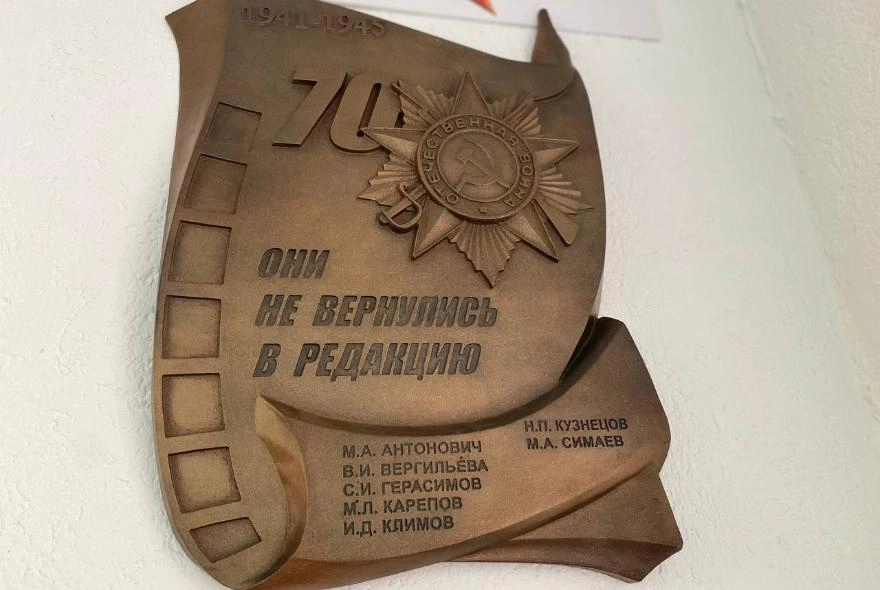 1941-1945
70
ОТЕЧЕСТВЕННАЯ ВОЙНА
ОНИ
НЕ ВЕРНУЛИСЬ
В РЕДАКЦИЮ
М.А. АНТОНОВИЧ
В.И. ВЕРГИЛЬЁВА
С.И. ГЕРАСИМОВ
М.Л. КАРЕПОВ
И.Д. КЛИМОВ
Н.П. КУЗНЕЦОВ
М.А. СИМАЕВ